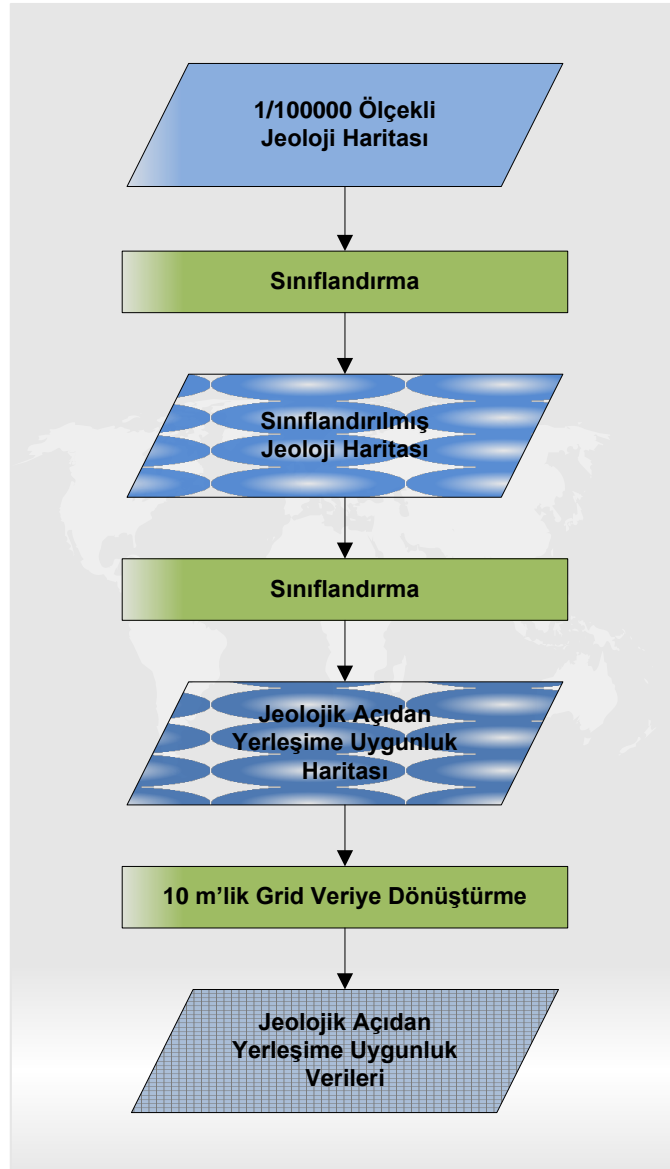 1/100000 Ölçekli
Jeoloji Haritası
Sınıflandırma
Sınıflandırılmış
Jeoloji Haritası
Sınıflandırma
Jeolojik Açıdan
Yerleşime Uygunluk
Haritası
10 m’lik Grid Veriye Dönüştürme
Jeolojik Açıdan
Yerleşime Uygunluk
Verileri